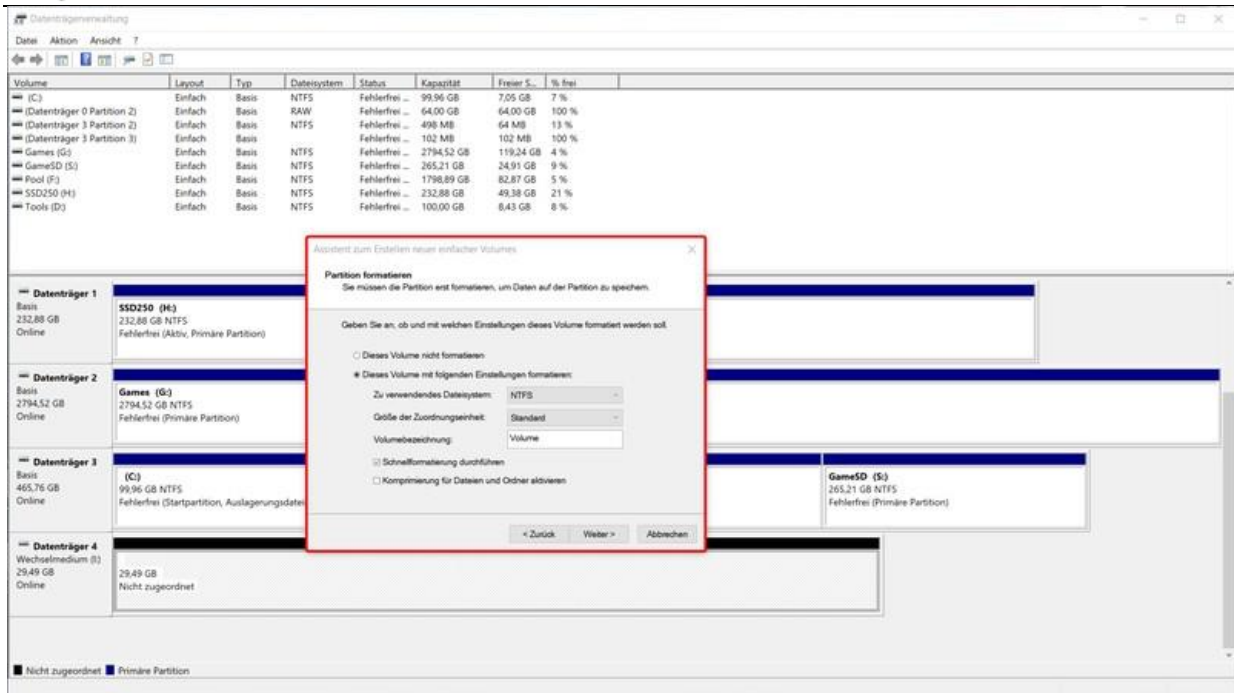 Datenträgerverwaltung
Datei Aktion Ansicht ?
Volume Layout Typ Dateisystem Status Kapazität Freier S... % frei
(C:) Einfach Basis NTFS Fehlerfrei ... 99,96 GB 7,05 GB 7 %
(Datenträger 0 Partition 2) Einfach Basis RAW Fehlerfrei ... 64,00 GB 64,00 GB 100 %
(Datenträger 3 Partition 2) Einfach Basis NTFS Fehlerfrei ... 498 MB 64 MB 13 %
(Datenträger 3 Partition 3) Einfach Basis Fehlerfrei ... 102 MB 102 MB 100 %
Games (G:) Einfach Basis NTFS Fehlerfrei ... 2794,52 GB 119,24 GB 4 %
GameSD (S:) Einfach Basis NTFS Fehlerfrei ... 265,21 GB 24,91 GB 9 %
Pool (F:) Einfach Basis NTFS Fehlerfrei ... 1798,89 GB 82,87 GB 5 %
SSD250 (H:) Einfach Basis NTFS Fehlerfrei ... 232,88 GB 49,38 GB 21 %
Tools (D:) Einfach Basis NTFS Fehlerfrei ... 100,00 GB 8,43 GB 8 %
Assistent zum Erstellen neuer einfacher Volumes
Partition formatieren
Sie müssen die Partition erst formatieren, um Daten auf der Partition zu speichern.
Geben Sie an, ob und mit welchen Einstellungen dieses Volume formatiert werden soll.
Dieses Volume nicht formatieren
Dieses Volume mit folgenden Einstellungen formatieren:
Zu verwendendes Dateisystem: NTFS
Größe der Zuordnungseinheit: Standard
Volumebezeichnung: Volume
Schnellformatierung durchführen
Komprimierung für Dateien und Ordner aktivieren
< Zurück Weiter > Abbrechen
Datenträger 1
Basis
232,88 GB
Online
SSD250 (H:)
232,88 GB NTFS
Fehlerfrei (Aktiv, Primäre Partition)
Datenträger 2
Basis
2794,52 GB
Online
Games (G:)
2794,52 GB NTFS
Fehlerfrei (Primäre Partition)
Datenträger 3
Basis
465,76 GB
Online
(C:)
99,96 GB NTFS
Fehlerfrei (Startpartition, Auslagerungsdatei
GameSD (S:)
265,21 GB NTFS
Fehlerfrei (Primäre Partition)
Datenträger 4
Wechselmedium (I:)
29,49 GB
Online
29,49 GB
Nicht zugeordnet
Nicht zugeordnet Primäre Partition